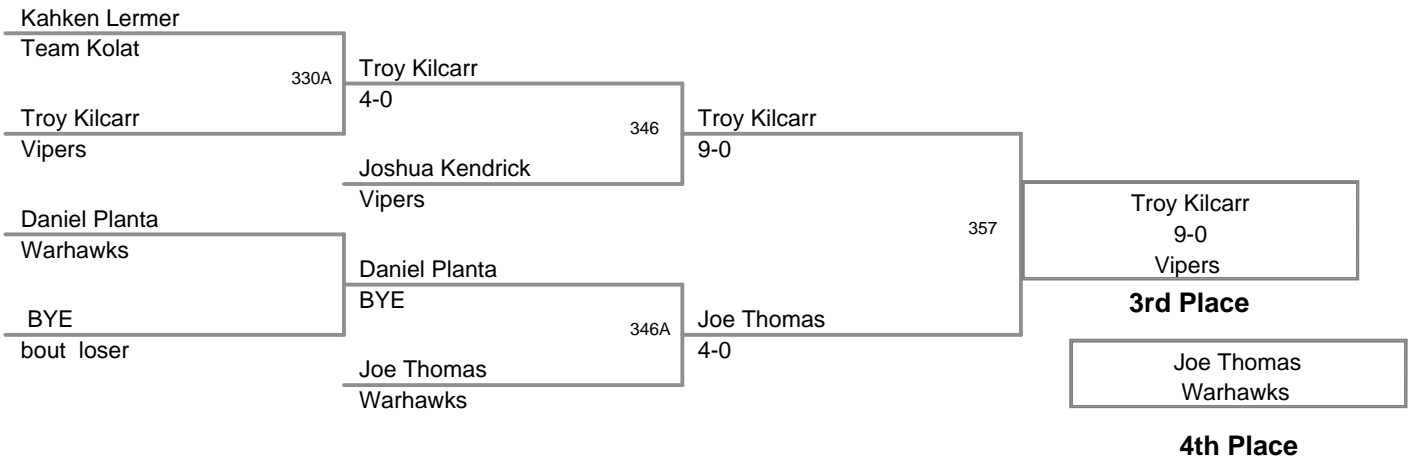 Kahken Lermer
Team Kolat
330A
Troy Kilcarr
Vipers
Daniel Planta
Warhawks
BYE
bout loser
Troy Kilcarr
4-0
346
Joshua Kendrick
Vipers
Daniel Planta
BYE
346A
Joe Thomas
Warhawks
Troy Kilcarr
9-0
357
Joe Thomas
4-0
Troy Kilcarr
9-0
Vipers
3rd Place
Joe Thomas
Warhawks
4th Place